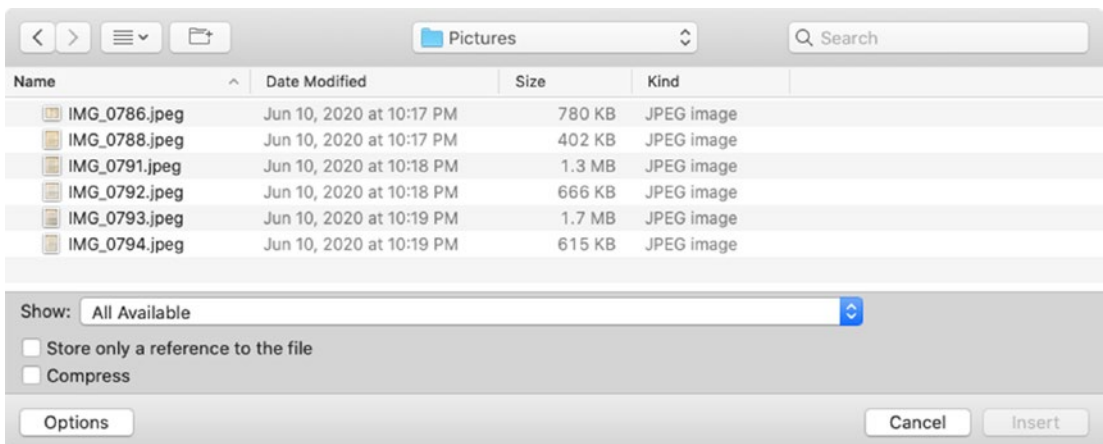 Pictures
Search
Name Date Modified Size Kind
IMG_0786.jpeg Jun 10, 2020 at 10:17 PM 780 KB JPEG image
IMG_0788.jpeg Jun 10, 2020 at 10:17 PM 402 KB JPEG image
IMG_0791.jpeg Jun 10, 2020 at 10:18 PM 1.3 MB JPEG image
IMG_0792.jpeg Jun 10, 2020 at 10:18 PM 666 KB JPEG image
IMG_0793.jpeg Jun 10, 2020 at 10:19 PM 1.7 MB JPEG image
IMG_0794.jpeg Jun 10, 2020 at 10:19 PM 615 KB JPEG image
Show: All Available
Store only a reference to the file
Compress
Options Cancel Insert